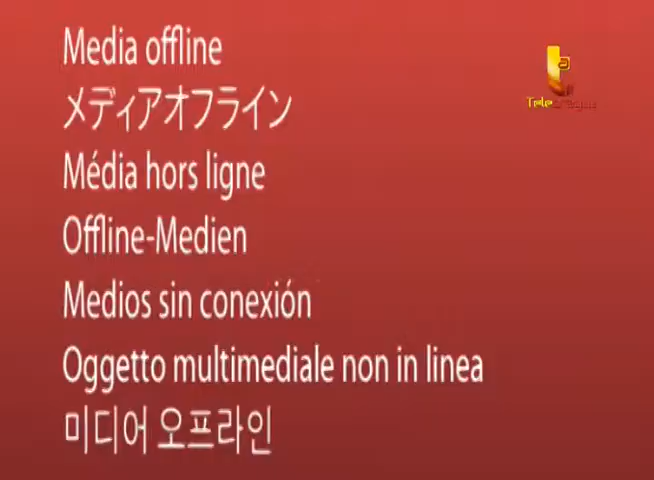 Media offline
メディアオフライン
Média hors ligne
Offline-Medien
Medios sin conexión
Oggetto multimediale non in linea
미디어 오프라인